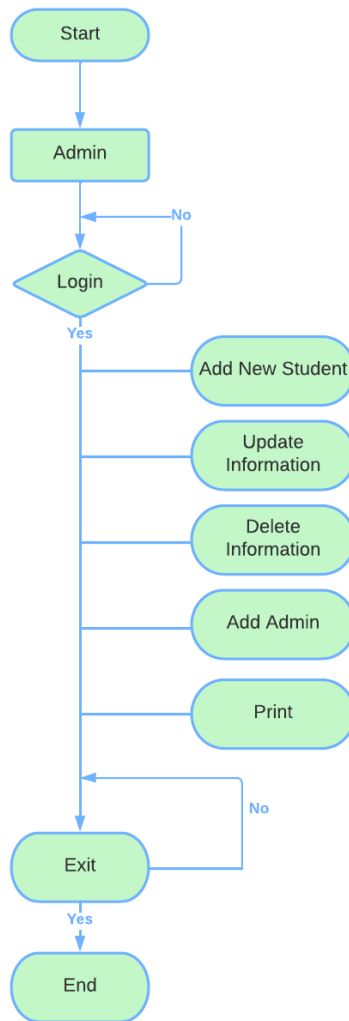 Start
Admin
No
Login
Yes
Add New Student
Update
Information
Delete
Information
Add Admin
Print
No
Exit
Yes
End